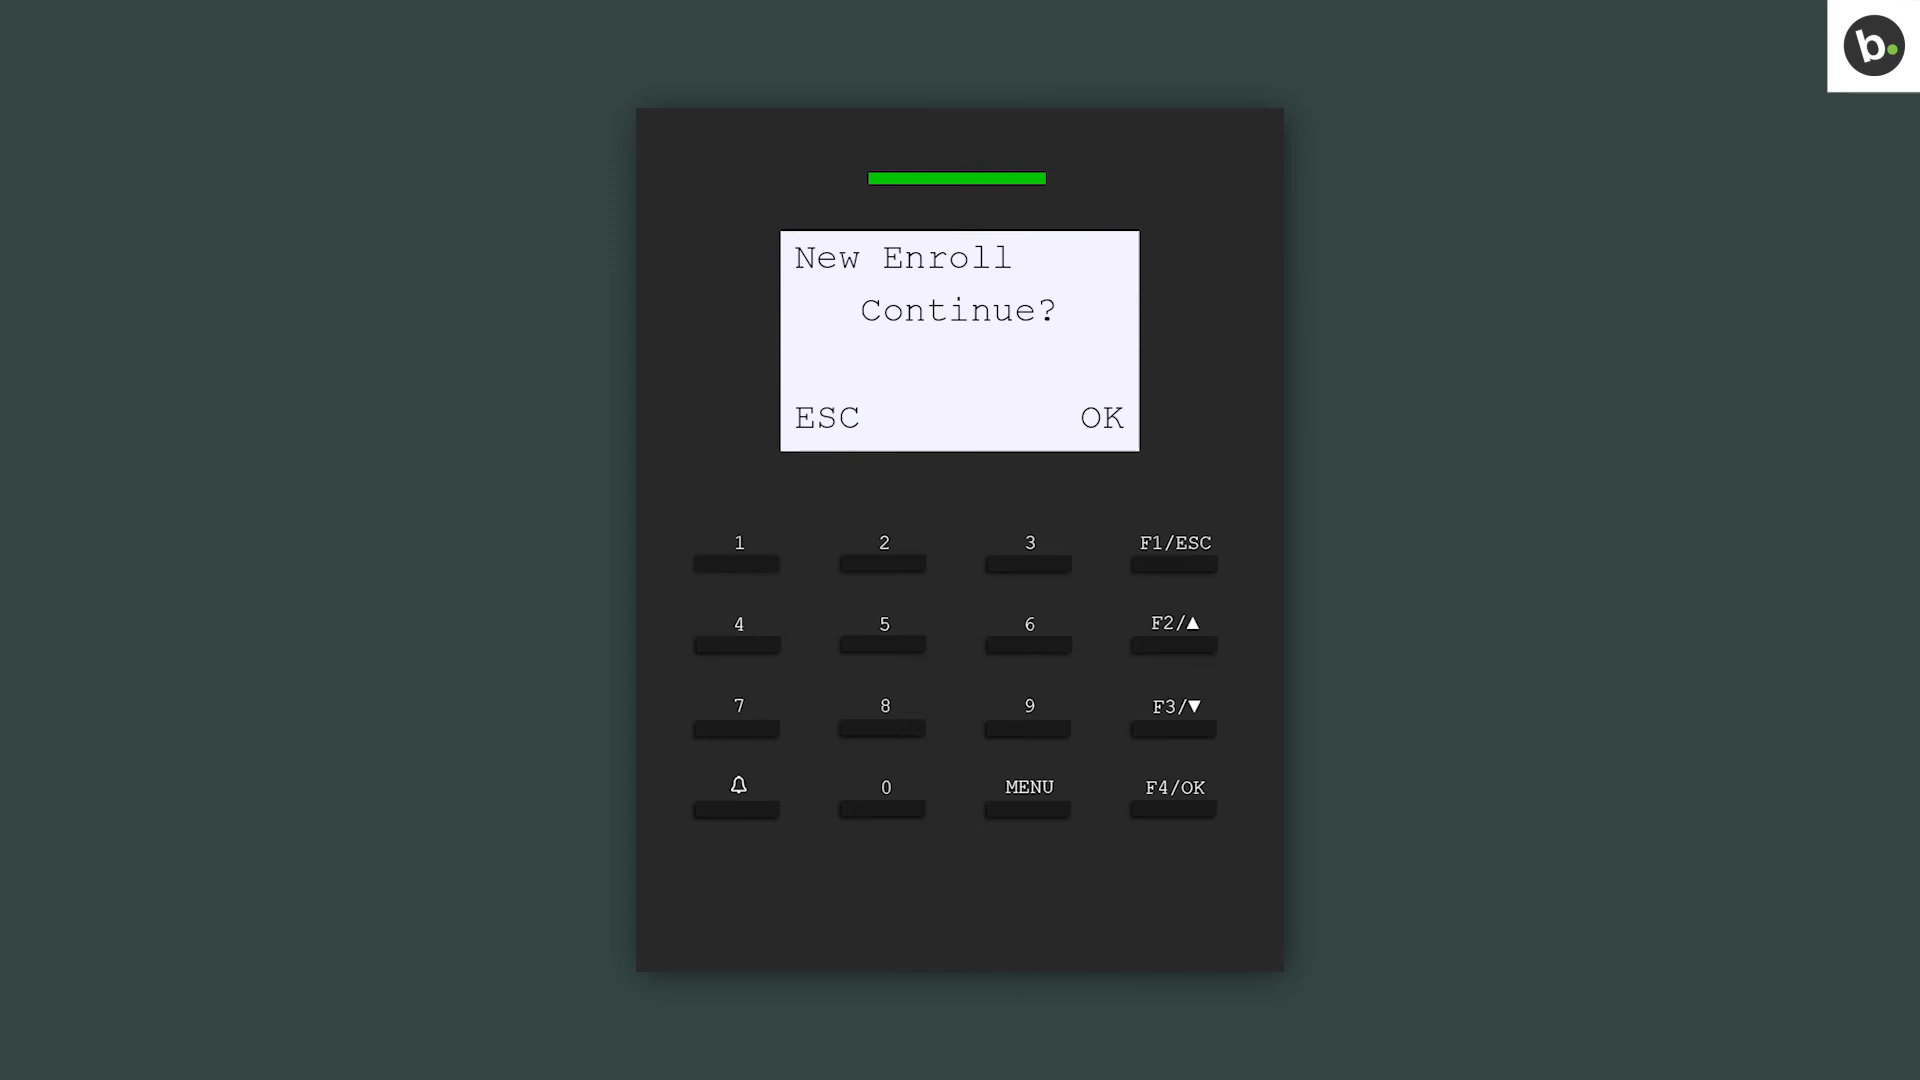 b.
New Enroll
Continue?
ESC OK
1 2 3 F1/ESC
4 5 6 F2/▲
7 8 9 F3/▼
0 MENU F4/OK